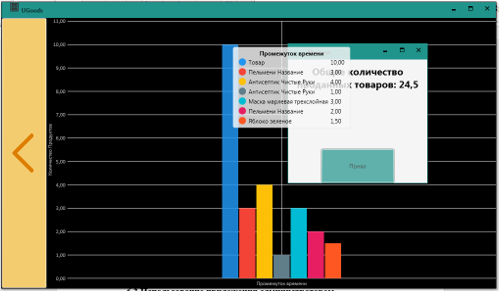 UGoods
11,00
10,00
9,00
8,00
7,00
6,00
5,00
4,00
3,00
2,00
1,00
0,00
Количество Продуктов
Промежуток времени
Промежуток времени
Товар 10,00
Пельмени Название 3,00
Антисептик Чистые Руки 4,00
Антисептик Чистые Руки 1,00
Маска марлевая трехслойная 3,00
Пельмени Название 2,00
Яблоко зеленое 1,50
Общее количество
проданных товаров: 24,5